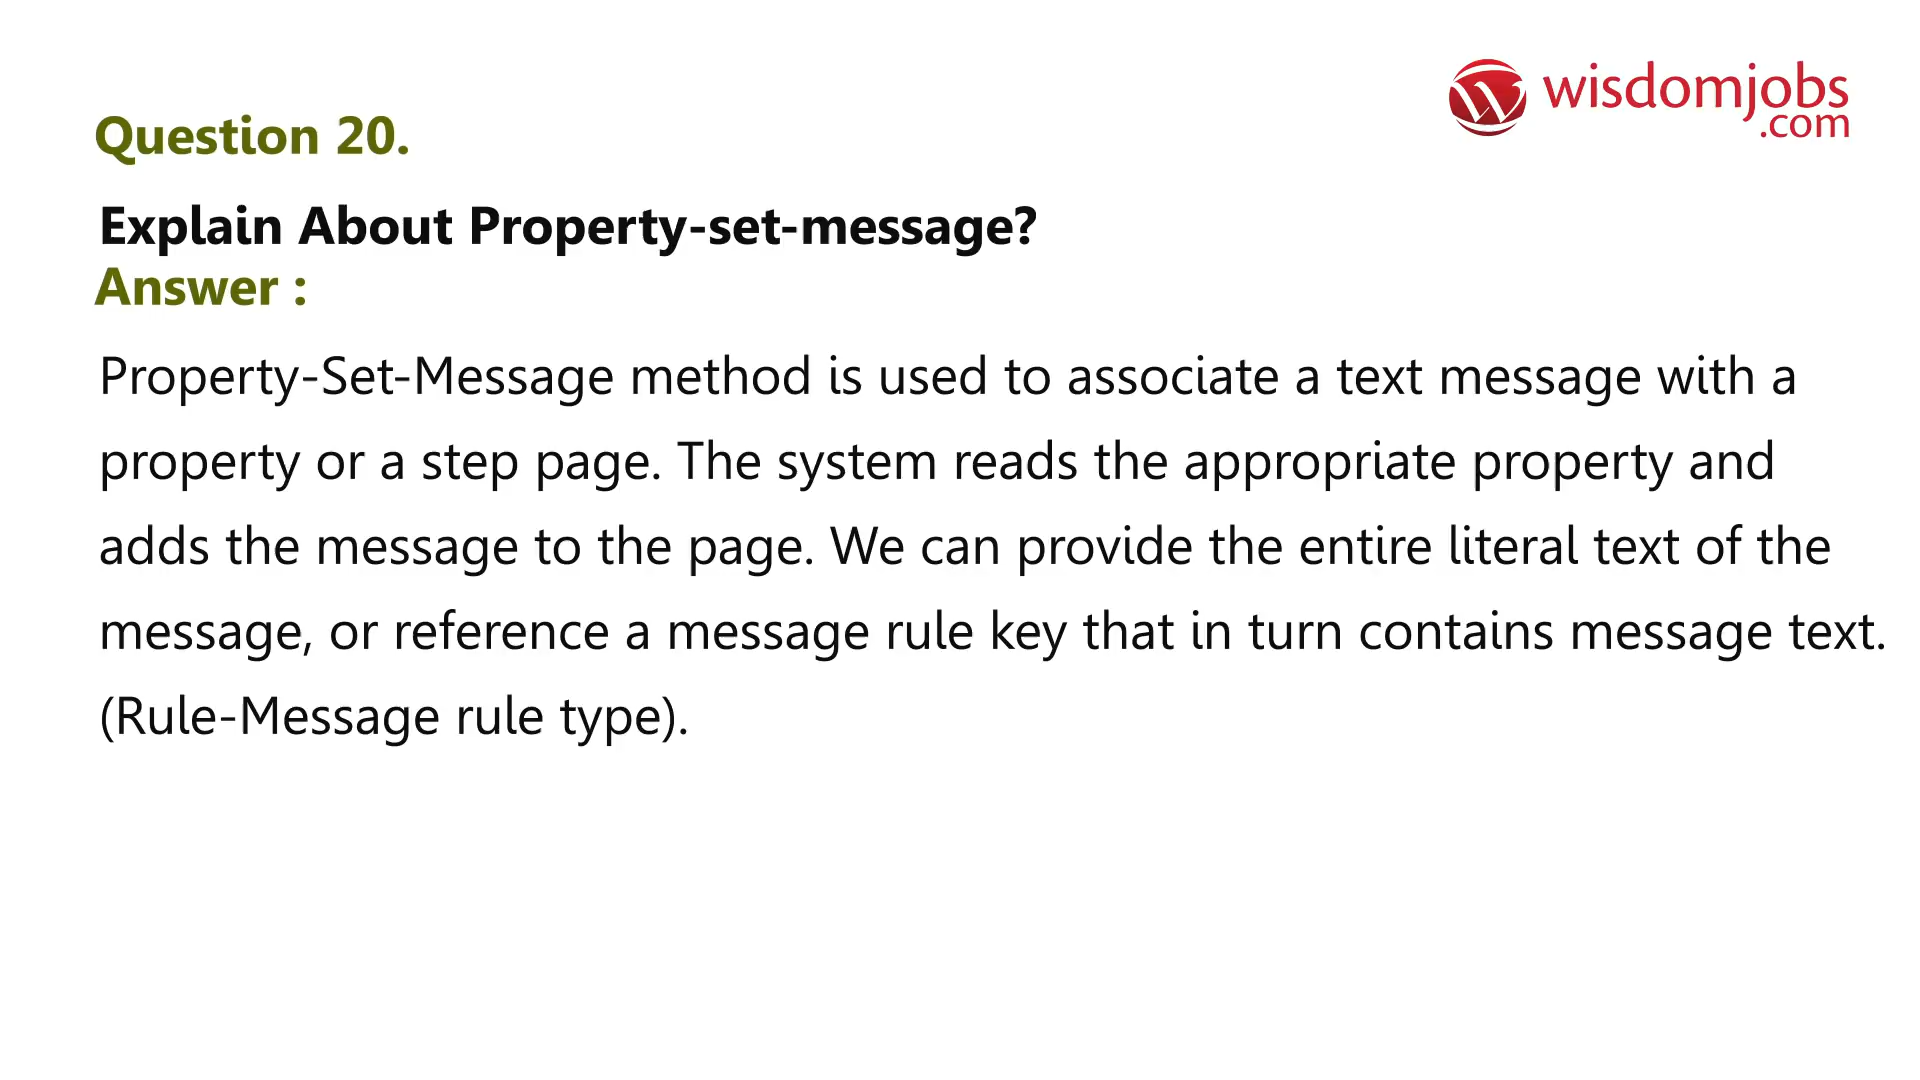 wisdomjobs
.com
Question 20.
Explain About Property-set-message?
Answer :
Property-Set-Message method is used to associate a text message with a
property or a step page. The system reads the appropriate property and
adds the message to the page. We can provide the entire literal text of the
message, or reference a message rule key that in turn contains message text.
(Rule-Message rule type).